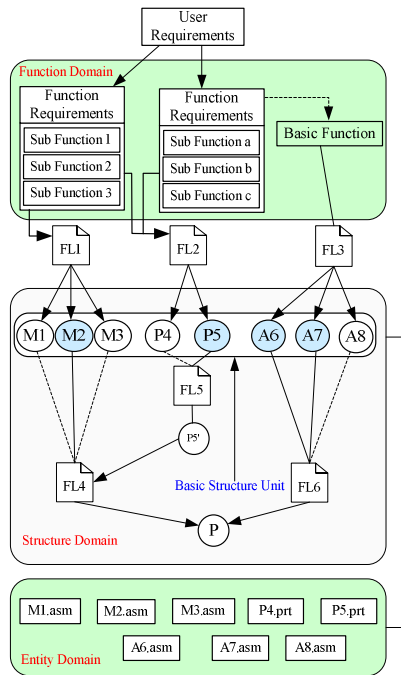 User
Requirements
Function Domain
Function
Requirements
Sub Function 1
Sub Function 2
Sub Function 3
Function
Requirements
Sub Function a
Sub Function b
Sub Function c
Basic Function
FL1
FL2
FL3
M1
M2
M3
P4
P5
A6
A7
A8
FL5
P5'
FL4
Basic Structure Unit
FL6
P
Structure Domain
M1.asm
M2.asm
M3.asm
P4.prt
P5.prt
A6.asm
A7.asm
A8.asm
Entity Domain